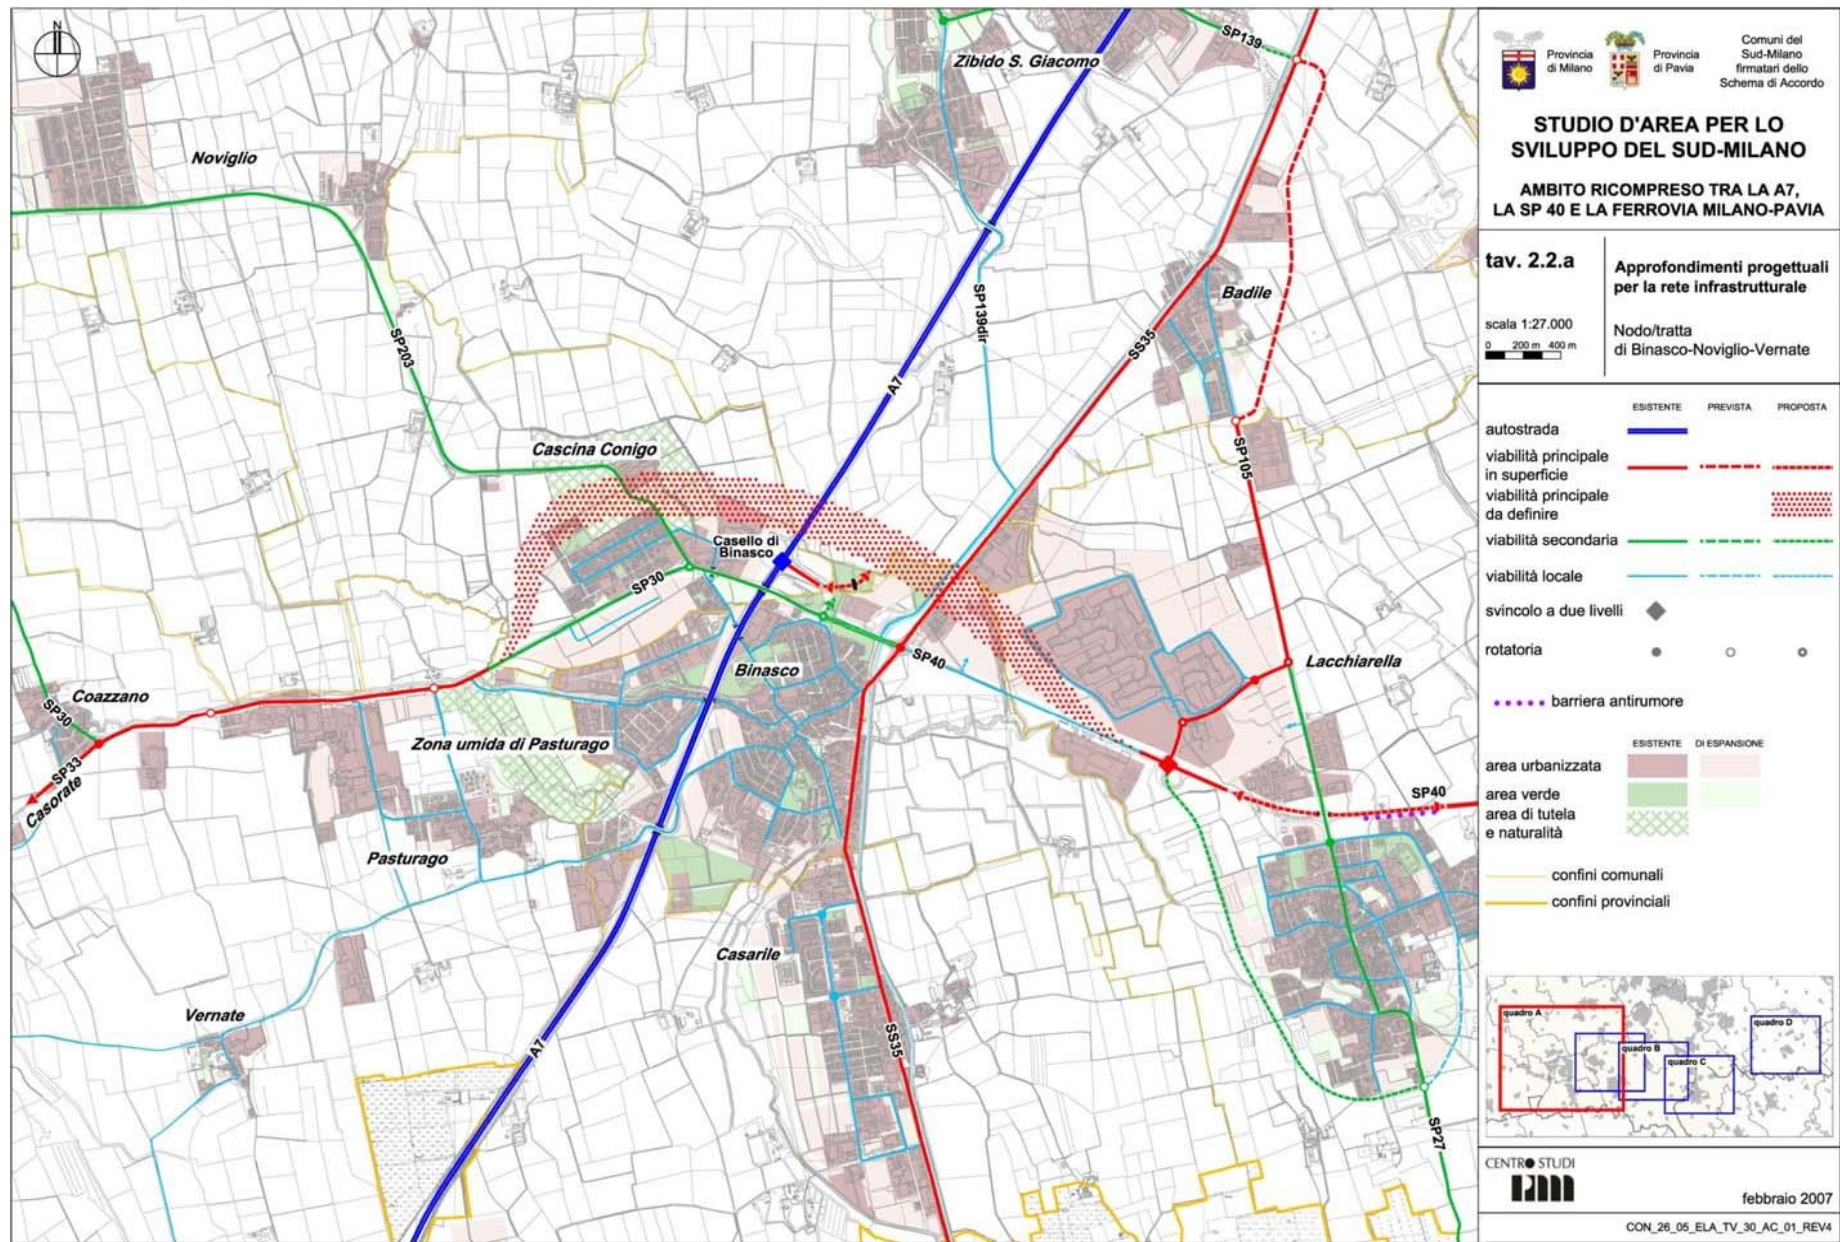 N
Noviglio
Zibido S. Giacomo
SP139
SP139dir
SP203
A7
SS35
Badile
SP105
Cascina Conigo
Casello di
Binasco
SP30
SP40
Binasco
Lacchiarella
Coazzano
SP30
SP33
Casorate
Zona umida di Pasturago
Pasturago
SP40
Casarile
Vernate
A7
SS35
SP27
Provincia
di Milano
Provincia
di Pavia
Comuni del
Sud-Milano
firmatari dello
Schema di Accordo
STUDIO D'AREA PER LO
SVILUPPO DEL SUD-MILANO
AMBITO RICOMPRESO TRA LA A7,
LA SP 40 E LA FERROVIA MILANO-PAVIA
tav. 2.2.a
Approfondimenti progettuali
per la rete infrastrutturale
scala 1:27.000
0 200 m 400 m
Nodo/tratta
di Binasco-Noviglio-Vernate
ESISTENTE PREVISTA PROPOSTA
autostrada
viabilità principale
in superficie
viabilità principale
da definire
viabilità secondaria
viabilità locale
svincolo a due livelli
rotatoria
barriera antirumore
ESISTENTE DI ESPANSIONE
area urbanizzata
area verde
area di tutela
e naturalità
confini comunali
confini provinciali
quadro A
quadro B
quadro C
quadro D
CENTRO STUDI
PIM
febbraio 2007
CON_26_05_ELA_TV_30_AC_01_REV4